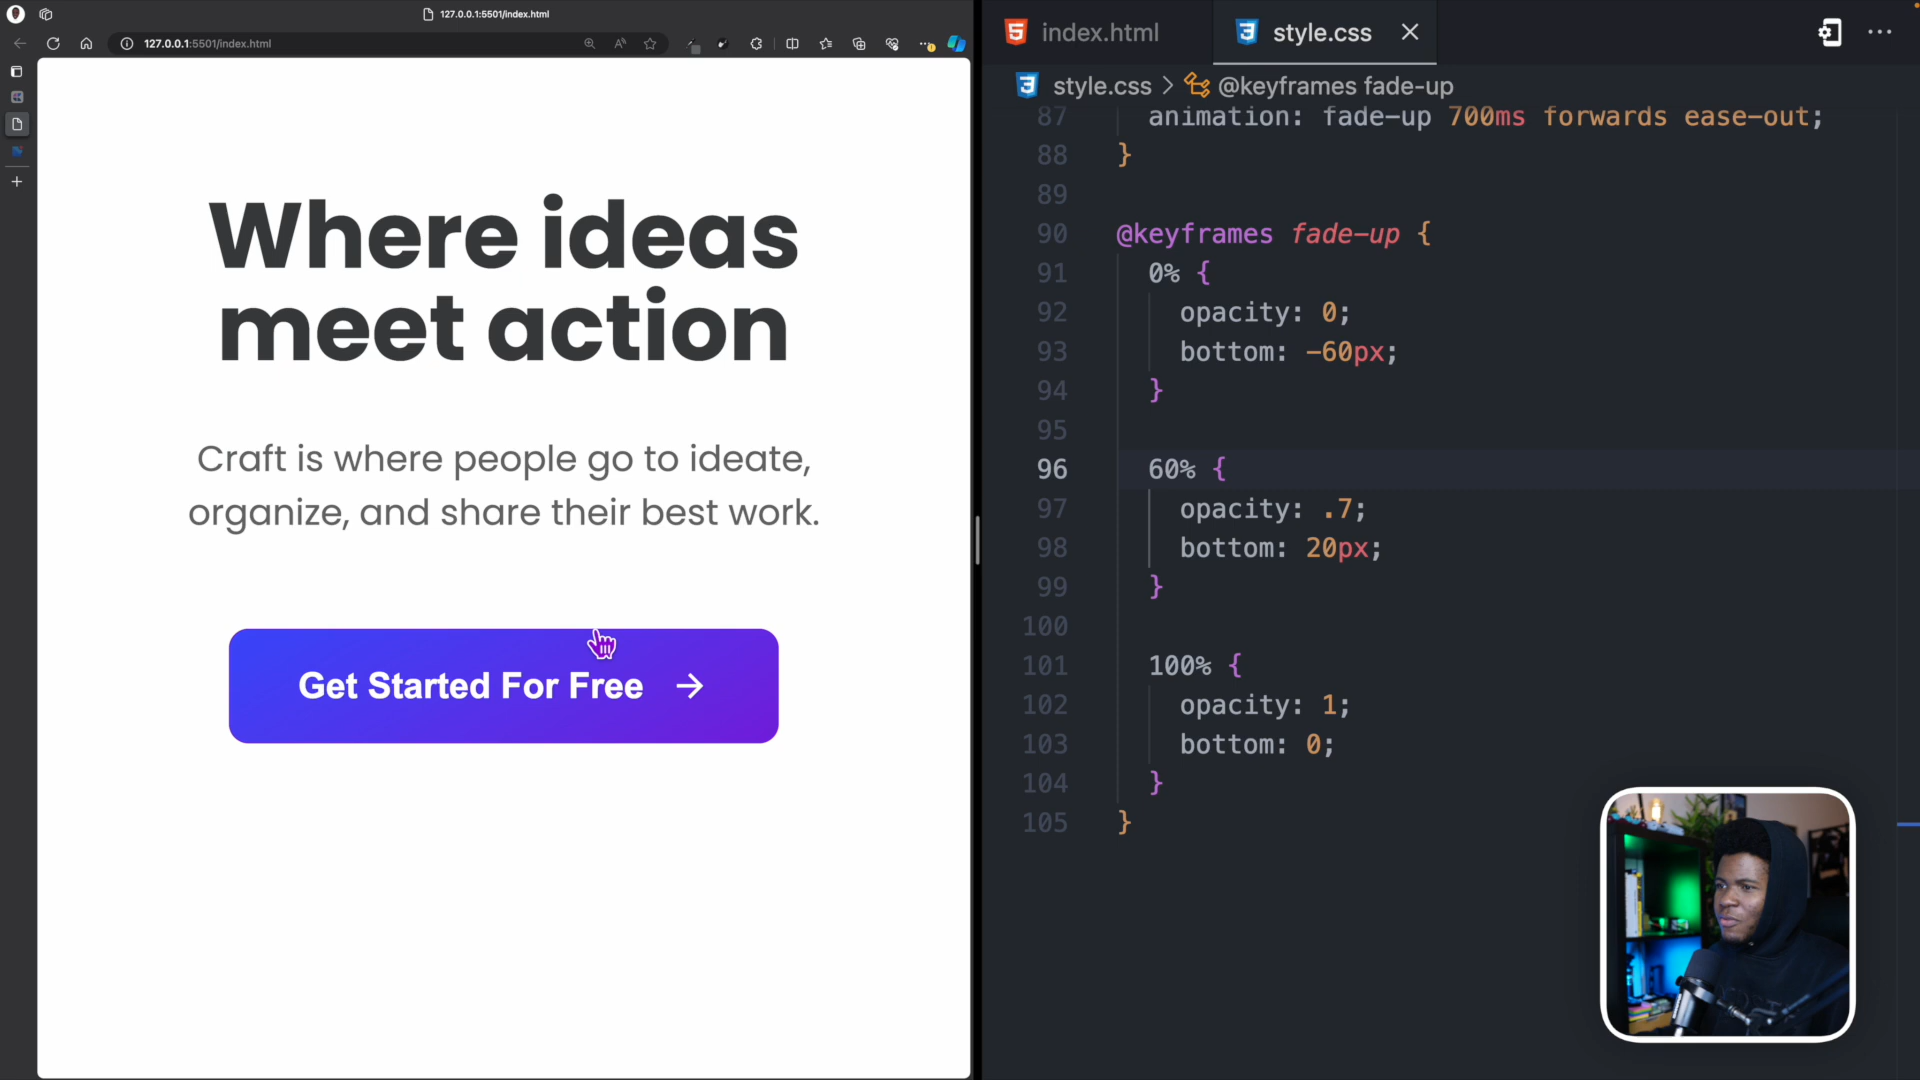 127.0.0.1:5501/index.html
127.0.0.1:5501/index.html
Where ideas
meet action
Craft is where people go to ideate,
organize, and share their best work.
Get Started For Free →
index.html
style.css
style.css > @keyframes fade-up
87 animation: fade-up 700ms forwards ease-out;
88 }
89
90 @keyframes fade-up {
91 0% {
92 opacity: 0;
93 bottom: -60px;
94 }
95
96 60% {
97 opacity: .7;
98 bottom: 20px;
99 }
100
101 100% {
102 opacity: 1;
103 bottom: 0;
104 }
105 }